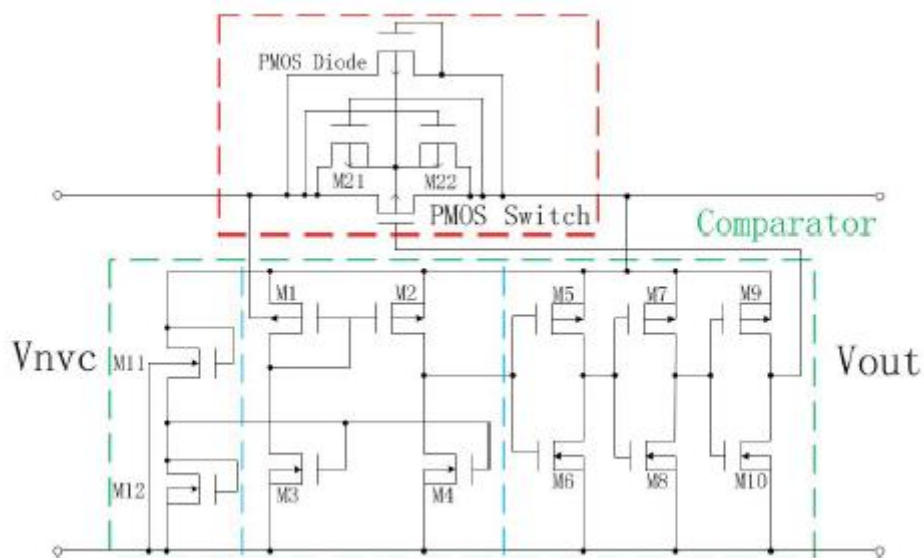 PMOS Diode
M21
M22
PMOS Switch
Comparator
M1
M2
M5
M7
M9
Vnvc
M11
Vout
M12
M3
M4
M6
M8
M10